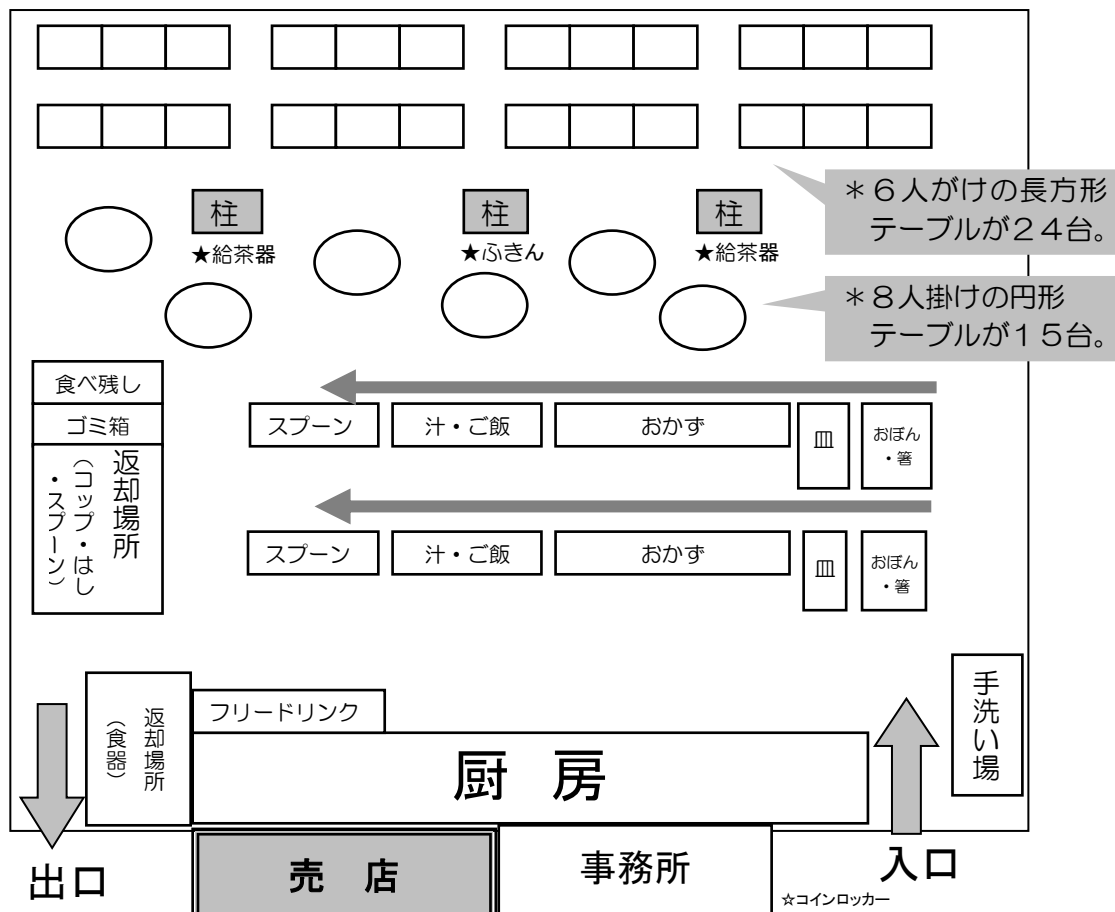 柱
柱
柱
★給茶器
★ふきん
★給茶器
＊６人がけの長方形
テーブルが２４台。
＊８人掛けの円形
テーブルが１５台。
食べ残し
ゴミ箱
返却場所
（コップ・はし
・スプーン）
スプーン
汁・ご飯
おかず
皿
おぼん
・箸
スプーン
汁・ご飯
おかず
皿
おぼん
・箸
返却場所
（食器）
フリードリンク
厨 房
手洗い場
出口
売 店
事務所
入口
☆コインロッカー